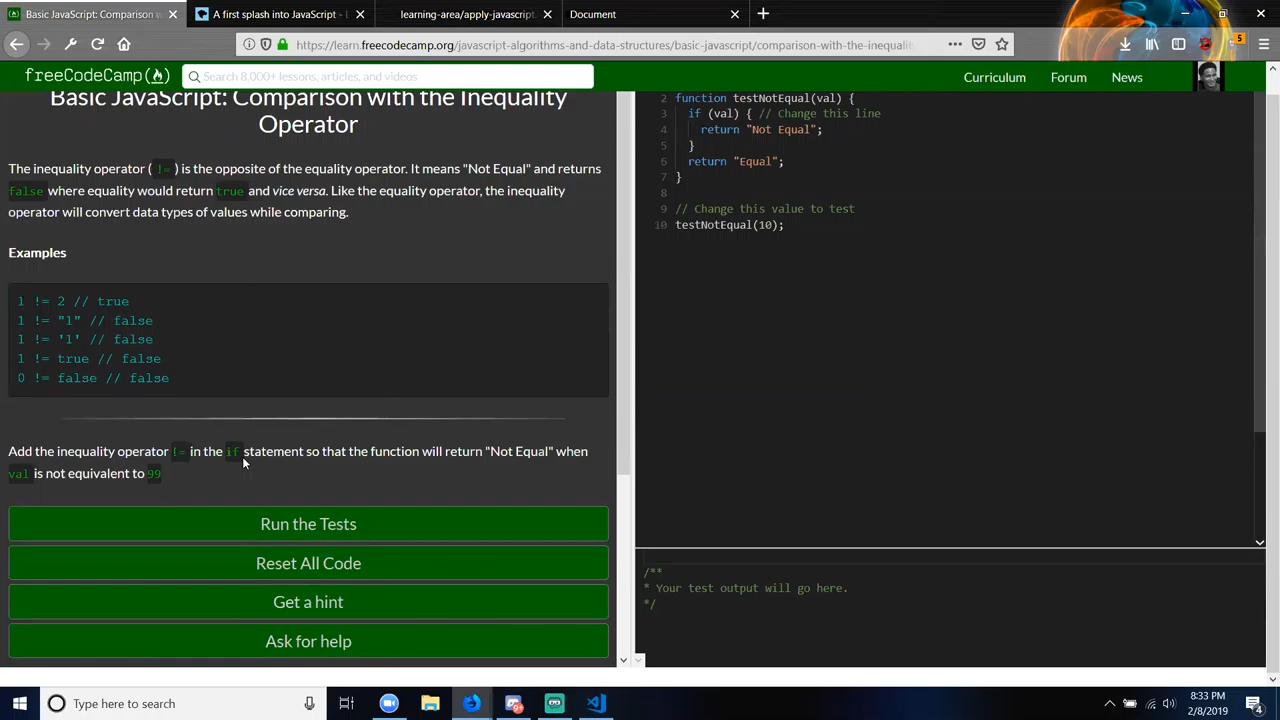 Basic JavaScript: Comparison w
A first splash into JavaScript - L
learning-area/apply-javascript.
Document
https://learn.freecodecamp.org/javascript-algorithms-and-data-structures/basic-javascript/comparison-with-the-inequalit
5
freeCodeCamp
Search 8,000+ lessons, articles, and videos
Curriculum
Forum
News
Basic JavaScript: Comparison with the Inequality
Operator
The inequality operator ( != ) is the opposite of the equality operator. It means "Not Equal" and returns
false where equality would return true and vice versa. Like the equality operator, the inequality
operator will convert data types of values while comparing.
Examples
1 != 2 // true
1 != "1" // false
1 != '1' // false
1 != true // false
0 != false // false
Add the inequality operator != in the if statement so that the function will return "Not Equal" when
val is not equivalent to 99
Run the Tests
Reset All Code
Get a hint
Ask for help
2 function testNotEqual(val) {
3 if (val) { // Change this line
4 return "Not Equal";
5 }
6 return "Equal";
7 }
8
9 // Change this value to test
10 testNotEqual(10);
/**
* Your test output will go here.
*/
Type here to search
8:33 PM
2/8/2019
4